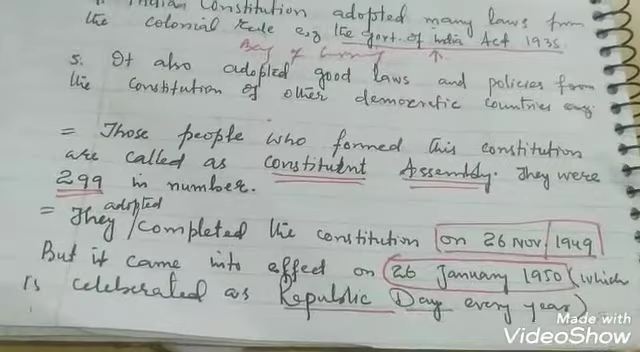 Indian Constitution adopted many laws from
the colonial rule e.g the govt. of india Act 1935.
5. It also adopted good laws and policies from
the constitution of other democratic countries eg.
= Those people who formed this constitution
are called as Constituent Assembly. They were
299 in number.
adopted
= They / completed the constitution on 26 Nov 1949
But it came into effect on 26 January 1950 (which
is celebrated as Republic Day every year)
Made with
VideoShow